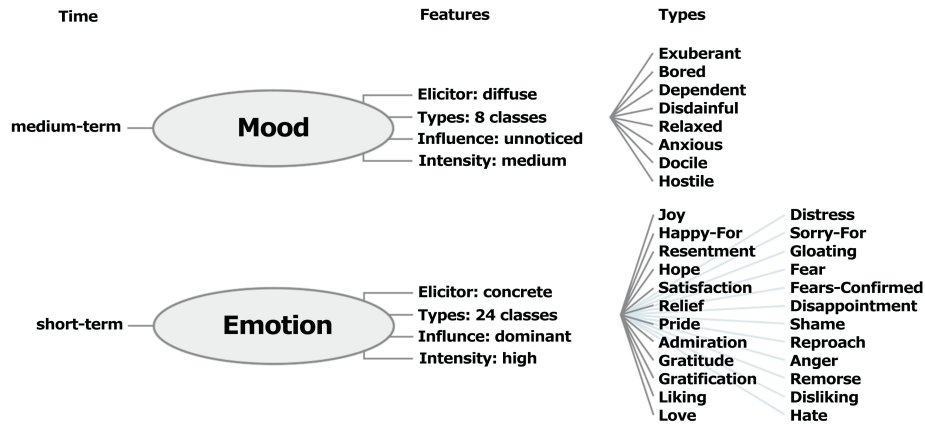 Time
Features
Types
medium-term
Mood
Elicitor: diffuse
Types: 8 classes
Influence: unnoticed
Intensity: medium
Exuberant
Bored
Dependent
Disdainful
Relaxed
Anxious
Docile
Hostile
short-term
Emotion
Elicitor: concrete
Types: 24 classes
Influnce: dominant
Intensity: high
Joy
Happy-For
Resentment
Hope
Satisfaction
Relief
Pride
Admiration
Gratitude
Gratification
Liking
Love
Distress
Sorry-For
Gloating
Fear
Fears-Confirmed
Disappointment
Shame
Reproach
Anger
Remorse
Disliking
Hate